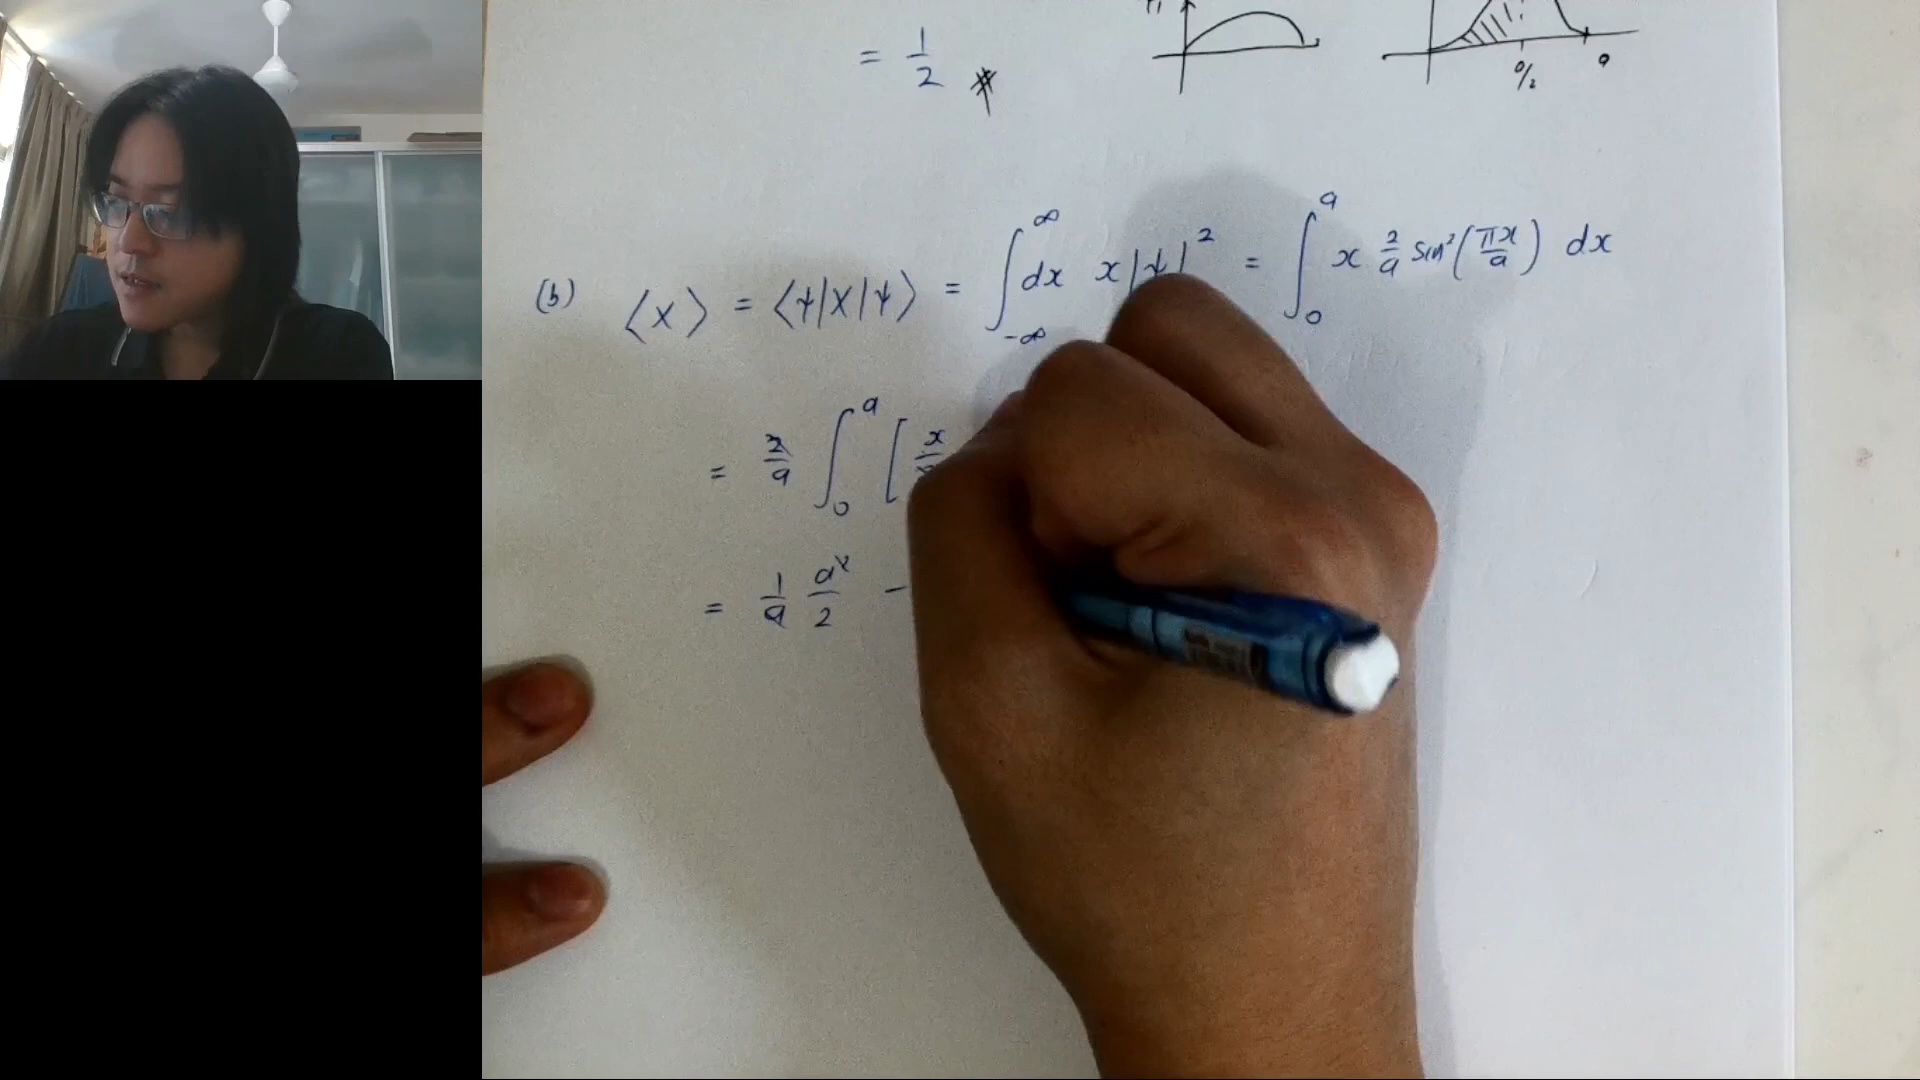 = 1/2 #
a/2 a
(b) ⟨X⟩ = ⟨ψ|X|ψ⟩ = ∫_{-∞}^{∞} dx x|ψ|² = ∫_0^a x 2/a sin²(πx/a) dx
= 2/a ∫_0^a [x
= 1/a a²/2 -